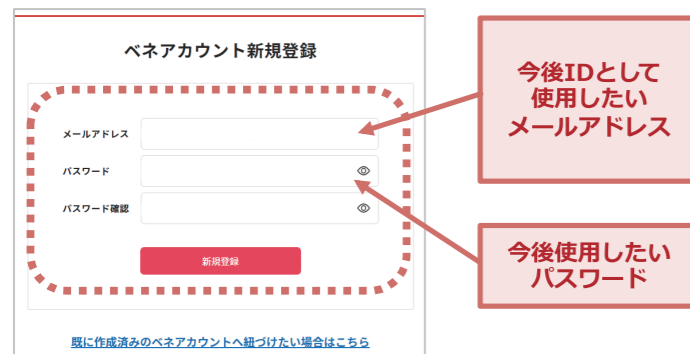 ベネアカウント新規登録
メールアドレス
パスワード
パスワード確認
新規登録
既に作成済みのベネアカウントへ紐づけたい場合はこちら
今後IDとして
使用したい
メールアドレス
今後使用したい
パスワード